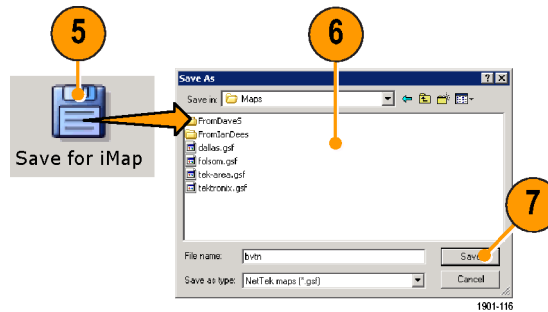 5
6
Save As
Save in: Maps
FromDaveS
FromIanDees
dallas.gsf
folsom.gsf
tek-area.gsf
tektronix.gsf
Save for iMap
7
File name: bvtn Save
Save as type: NetTek maps (*.gsf) Cancel
1901-116